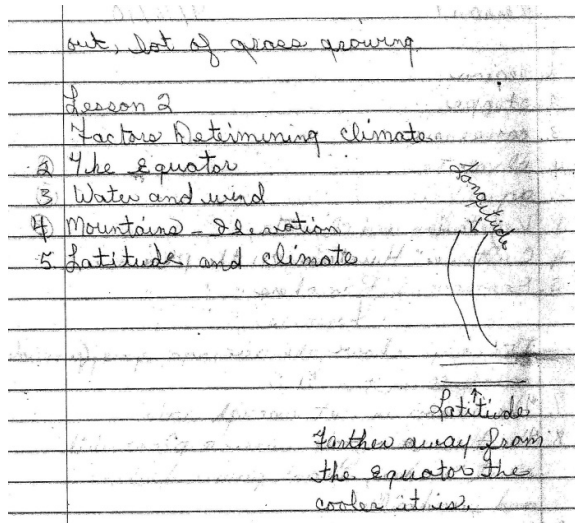 out, lot of grass growing
Lesson 2
Factors Deteimining climate
2 The Equator
3 Water and wind
4 Mountains - Elevation
5 Latitude and climate
Longitude
Latitude
Farther away from
the equator the
cooler it is.